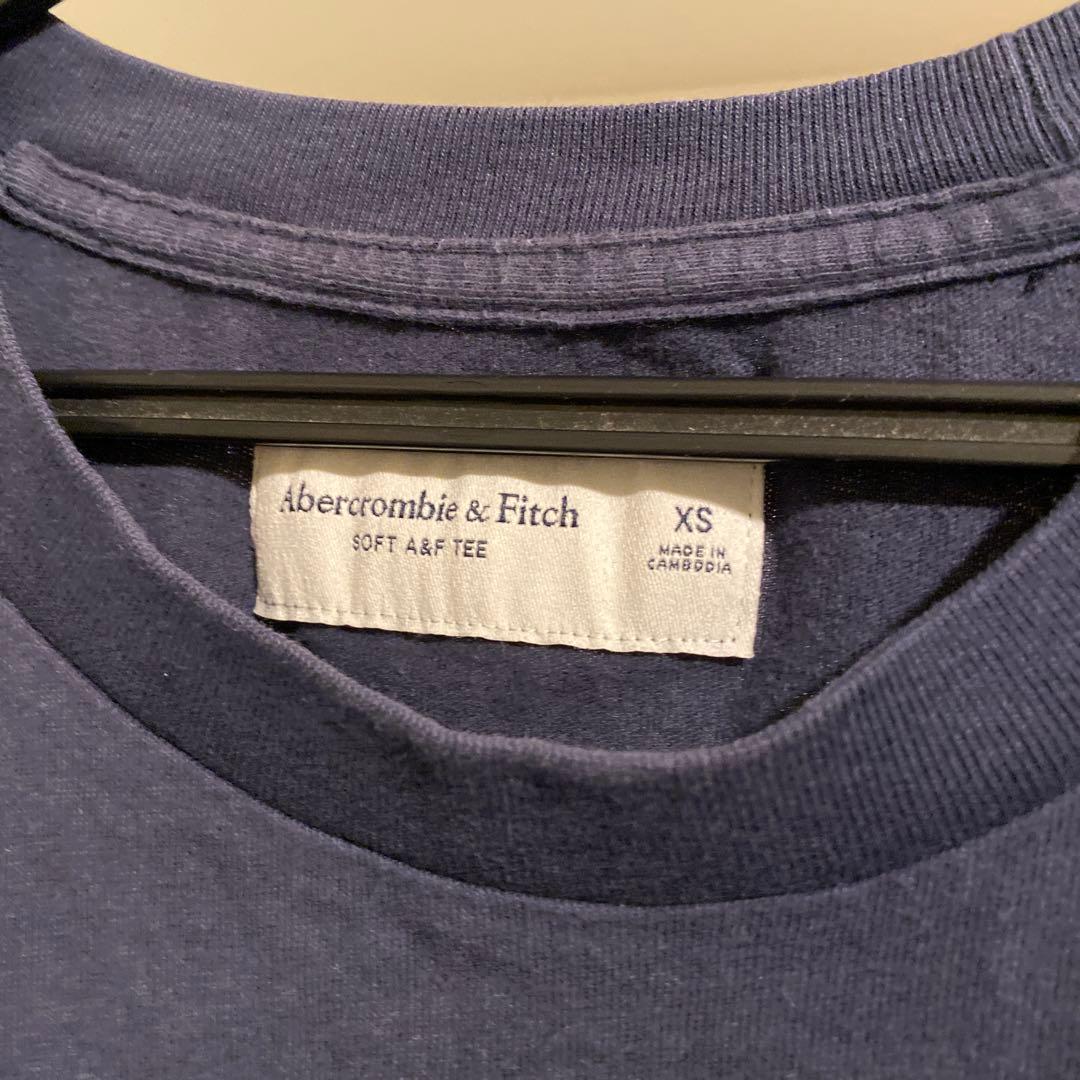 Abercrombie & Fitch
SOFT A&F TEE
XS
MADE IN
CAMBODIA